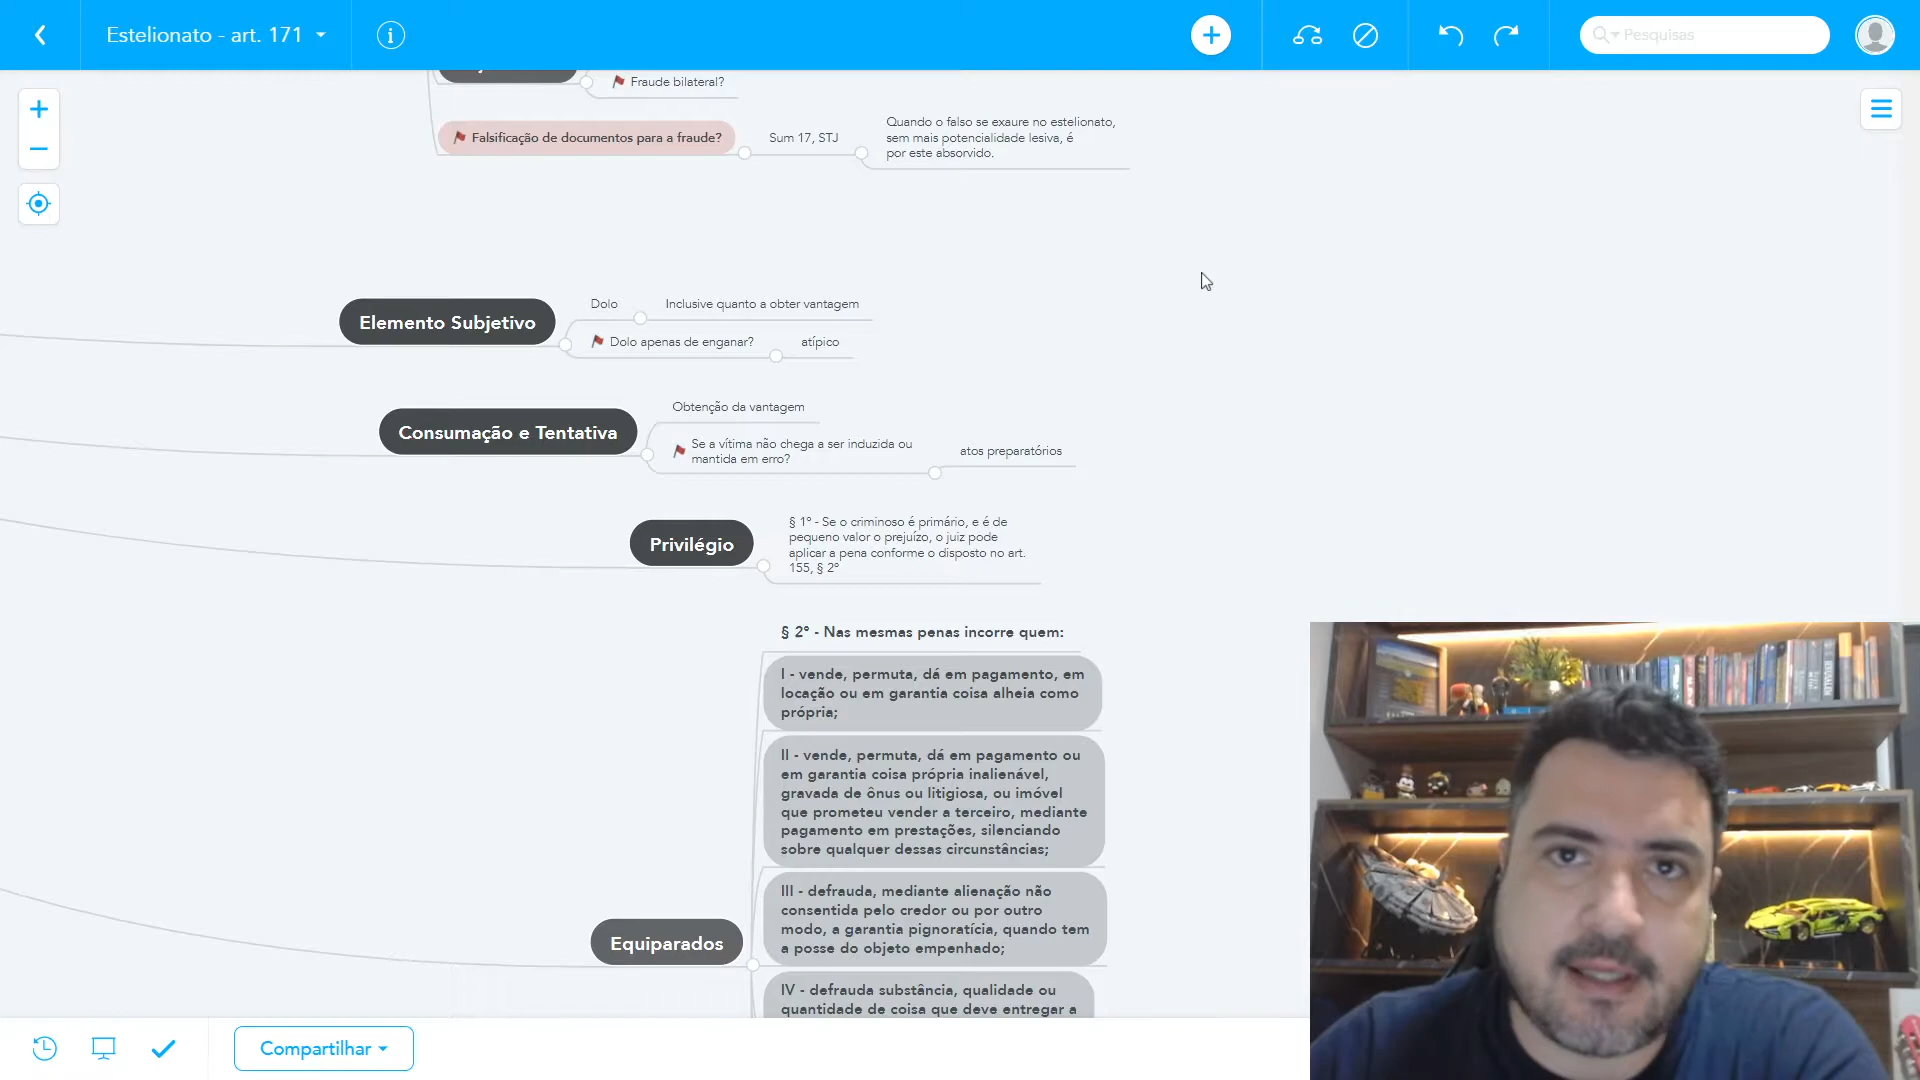 Estelionato - art. 171
Pesquisas
Fraude bilateral?
Falsificação de documentos para a fraude?
Sum 17, STJ
Quando o falso se exaure no estelionato,
sem mais potencialidade lesiva, é
por este absorvido.
Elemento Subjetivo
Dolo
Inclusive quanto a obter vantagem
Dolo apenas de enganar?
atípico
Consumação e Tentativa
Obtenção da vantagem
Se a vítima não chega a ser induzida ou
mantida em erro?
atos preparatórios
Privilégio
§ 1º - Se o criminoso é primário, e é de
pequeno valor o prejuízo, o juiz pode
aplicar a pena conforme o disposto no art.
155, § 2º
Equiparados
§ 2º - Nas mesmas penas incorre quem:
I - vende, permuta, dá em pagamento, em
locação ou em garantia coisa alheia como
própria;
II - vende, permuta, dá em pagamento ou
em garantia coisa própria inalienável,
gravada de ônus ou litigiosa, ou imóvel
que prometeu vender a terceiro, mediante
pagamento em prestações, silenciando
sobre qualquer dessas circunstâncias;
III - defrauda, mediante alienação não
consentida pelo credor ou por outro
modo, a garantia pignoratícia, quando tem
a posse do objeto empenhado;
IV - defrauda substância, qualidade ou
quantidade de coisa que deve entregar a
Compartilhar